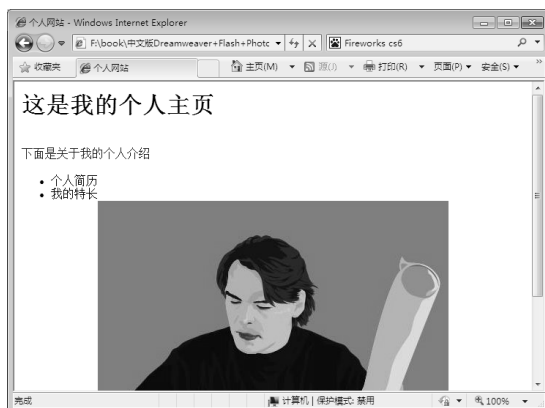 个人网站 - Windows Internet Explorer
F:\book\中文版Dreamweaver+Flash+Photc
Fireworks cs6
收藏夹
个人网站
主页(M)
源(J)
打印(R)
页面(P)
安全(S)
»
这是我的个人主页
下面是关于我的个人介绍
• 个人简历
• 我的特长
完成
计算机 | 保护模式: 禁用
100%